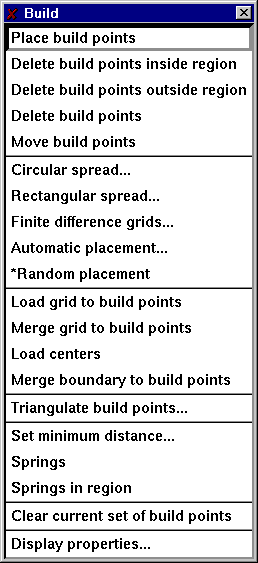 Build
Place build points
Delete build points inside region
Delete build points outside region
Delete build points
Move build points
Circular spread...
Rectangular spread...
Finite difference grids...
Automatic placement...
*Random placement
Load grid to build points
Merge grid to build points
Load centers
Merge boundary to build points
Triangulate build points...
Set minimum distance...
Springs
Springs in region
Clear current set of build points
Display properties...